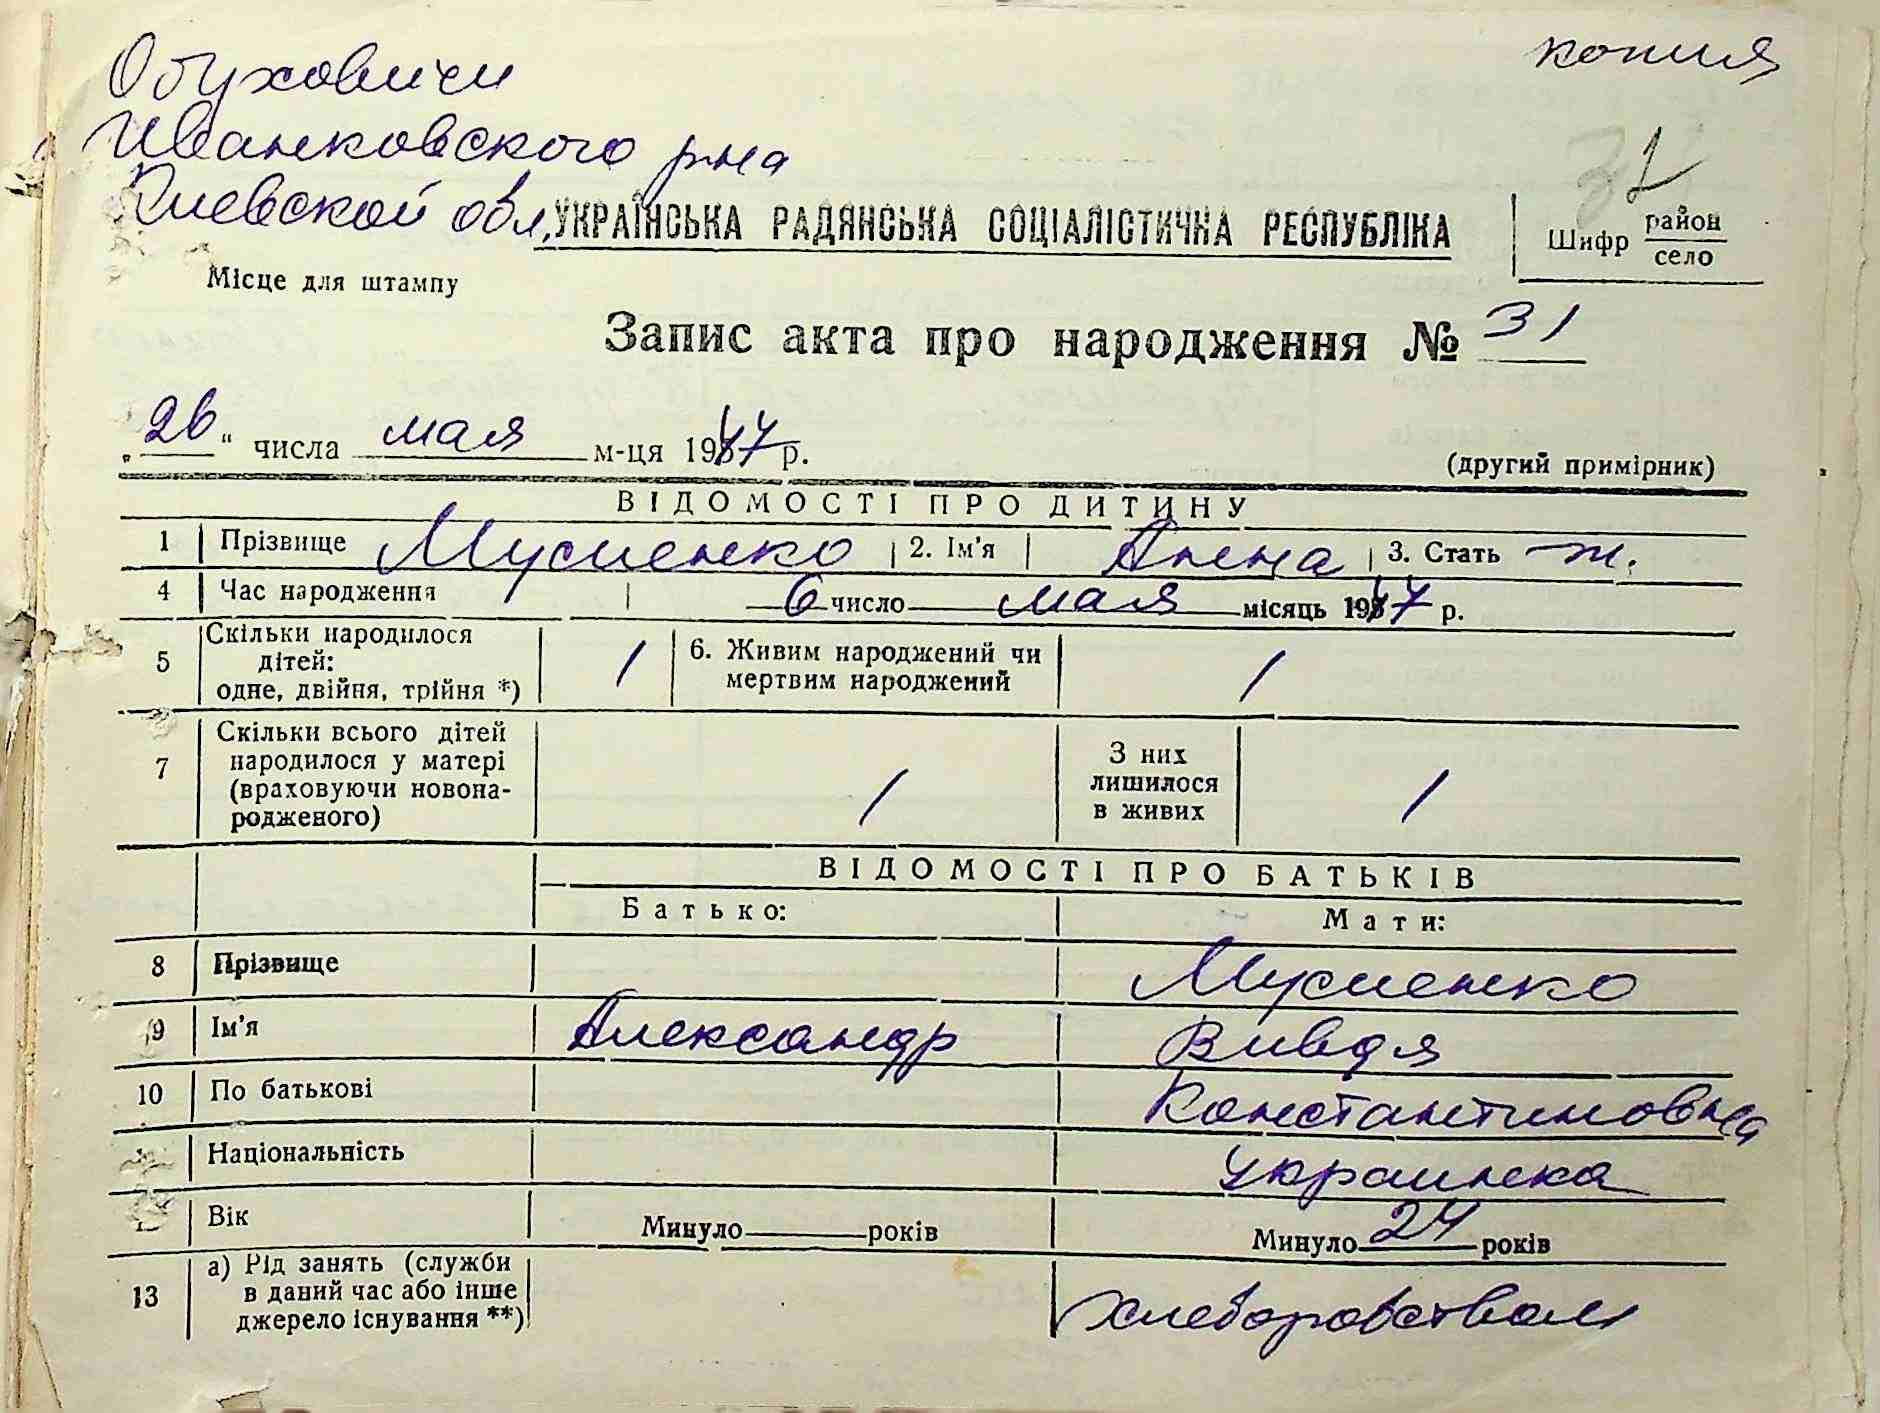 Обуховичи
копия
Иванковского р-на
Киевской обл.
УКРАЇНСЬКА РАДЯНСЬКА СОЦІАЛІСТИЧНА РЕСПУБЛІКА
Шифр район
село
Місце для штампу
Запис акта про народження № 31
„26“ числа мая м-ця 1947 р.
(другий примірник)
ВІДОМОСТІ ПРО ДИТИНУ
1 Прізвище Мусиенко 2. Ім'я Анна 3. Стать ж.
4 Час народження 6 число мая місяць 1947 р.
5 Скільки народилося дітей: одне, двійня, трійня *) 1 6. Живим народжений чи мертвим народжений 1
7 Скільки всього дітей народилося у матері (враховуючи новонародженого) 1 З них лишилося в живих 1
ВІДОМОСТІ ПРО БАТЬКІВ
Батько: Мати:
8 Прізвище Мусиенко
9 Ім'я Александр Вивдя
10 По батькові Константиновна
Національність украинка
Вік Минуло років Минуло 24 років
13 а) Рід занять (служби в даний час або інше джерело існування **) хлеборобством